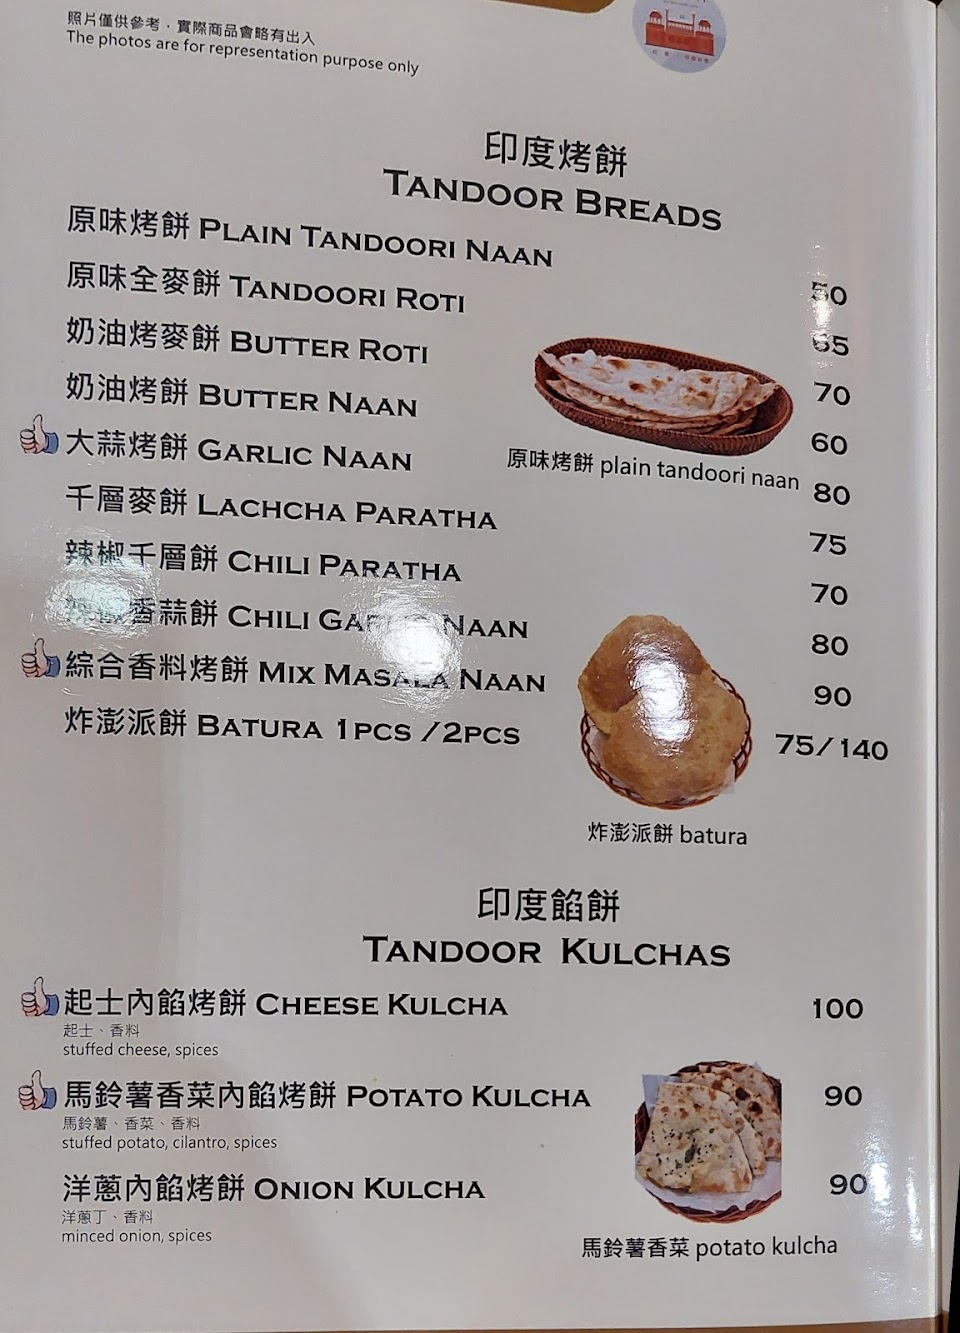 照片僅供參考，實際商品會略有出入
The photos are for representation purpose only
印度烤餅
TANDOOR BREADS
原味烤餅 PLAIN TANDOORI NAAN 50
原味全麥餅 TANDOORI ROTI 65
奶油烤麥餅 BUTTER ROTI 70
奶油烤餅 BUTTER NAAN 60
大蒜烤餅 GARLIC NAAN 80
千層麥餅 LACHCHA PARATHA 75
辣椒千層餅 CHILI PARATHA 70
香蒜餅 CHILI GARLIC NAAN 80
綜合香料烤餅 MIX MASALA NAAN 90
炸澎派餅 BATURA 1PCS /2PCS 75/140
原味烤餅 plain tandoori naan
炸澎派餅 batura
印度餡餅
TANDOOR KULCHAS
起士內餡烤餅 CHEESE KULCHA 100
起士、香料
stuffed cheese, spices
馬鈴薯香菜內餡烤餅 POTATO KULCHA 90
馬鈴薯、香菜、香料
stuffed potato, cilantro, spices
洋蔥內餡烤餅 ONION KULCHA 90
洋蔥丁、香料
minced onion, spices
馬鈴薯香菜 potato kulcha